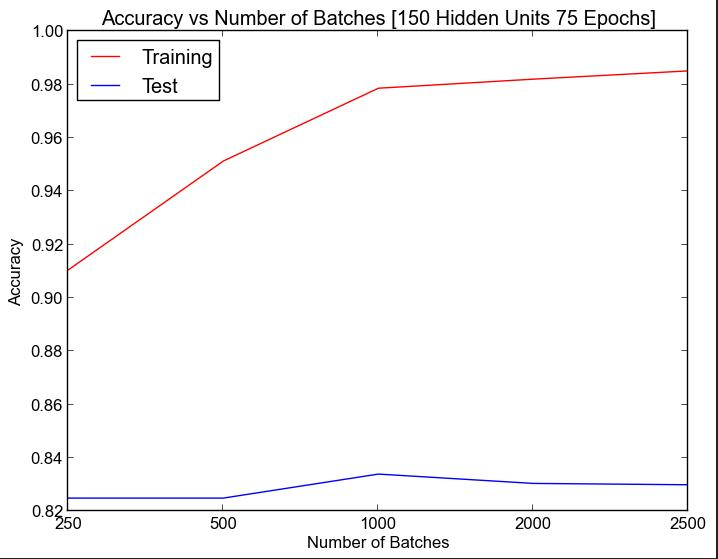 Accuracy vs Number of Batches [150 Hidden Units 75 Epochs]
1.00
Training
Test
0.98
0.96
0.94
0.92
Accuracy
0.90
0.88
0.86
0.84
0.82
250 500 1000 2000 2500
Number of Batches